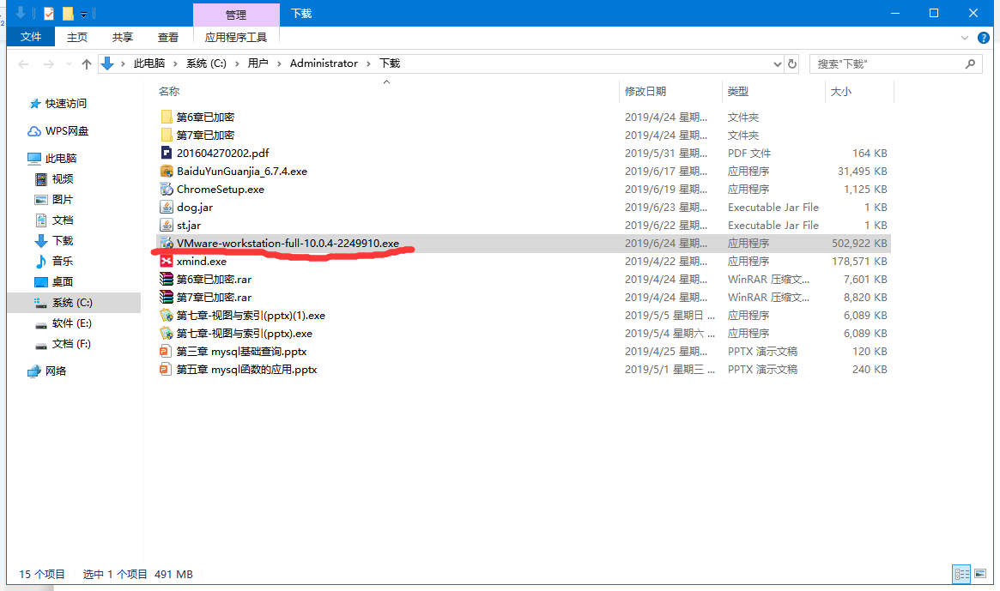 管理 下载
文件 主页 共享 查看 应用程序工具
此电脑 系统 (C:) 用户 Administrator 下载 搜索"下载"
名称 修改日期 类型 大小
快速访问
WPS网盘
此电脑
视频
图片
文档
下载
音乐
桌面
系统 (C:)
软件 (E:)
文档 (F:)
网络
第6章已加密 2019/4/24 星期... 文件夹
第7章已加密 2019/4/24 星期... 文件夹
201604270202.pdf 2019/5/31 星期... PDF 文件 164 KB
BaiduYunGuanjia_6.7.4.exe 2019/6/17 星期... 应用程序 31,495 KB
ChromeSetup.exe 2019/6/19 星期... 应用程序 1,125 KB
dog.jar 2019/6/23 星期... Executable Jar File 1 KB
st.jar 2019/6/22 星期... Executable Jar File 1 KB
VMware-workstation-full-10.0.4-2249910.exe 2019/6/24 星期... 应用程序 502,922 KB
xmind.exe 2019/4/22 星期... 应用程序 178,571 KB
第6章已加密.rar 2019/4/24 星期... WinRAR 压缩文... 7,601 KB
第7章已加密.rar 2019/4/24 星期... WinRAR 压缩文... 8,820 KB
第七章-视图与索引(pptx)(1).exe 2019/5/5 星期日 ... 应用程序 6,089 KB
第七章-视图与索引(pptx).exe 2019/5/4 星期六 ... 应用程序 6,089 KB
第三章 mysql基础查询.pptx 2019/4/25 星期... PPTX 演示文稿 120 KB
第五章 mysql函数的应用.pptx 2019/5/1 星期三 ... PPTX 演示文稿 240 KB
15 个项目 选中 1 个项目 491 MB